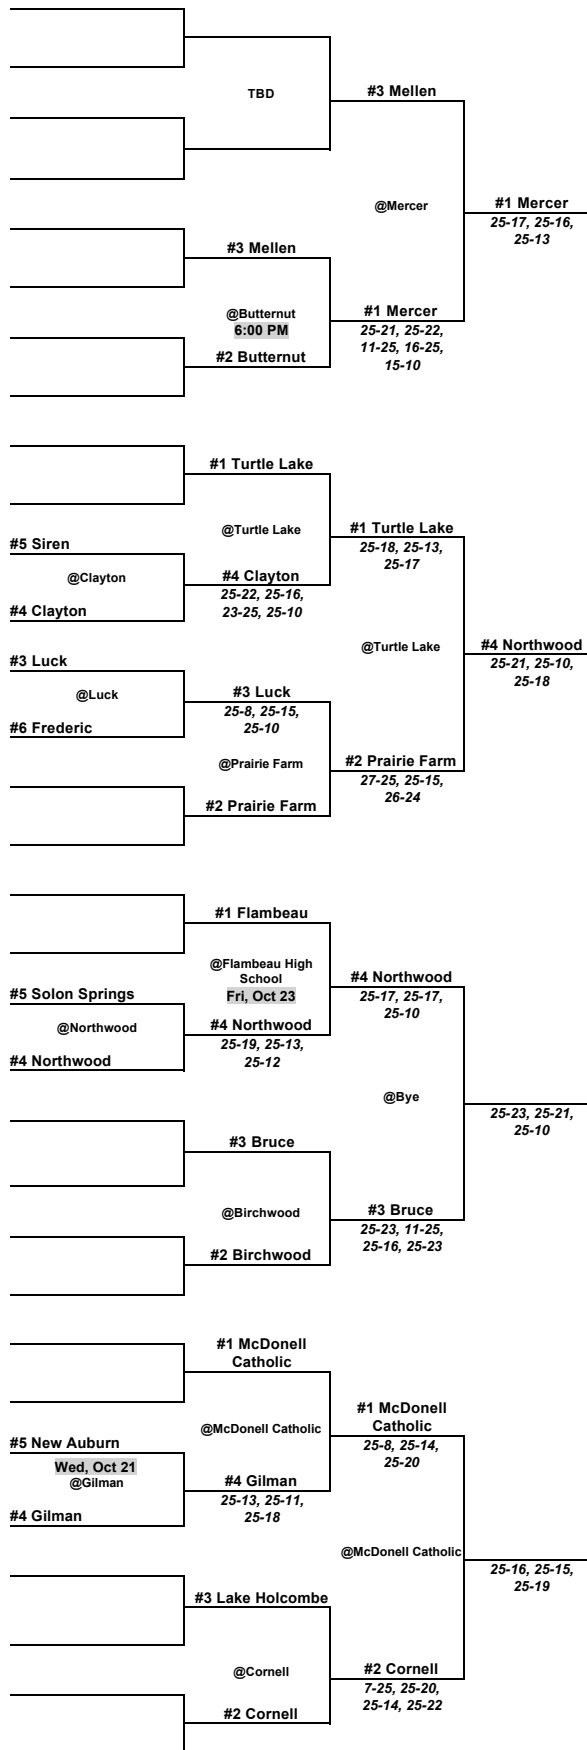 #3 Mellen
TBD
#1 Mercer
@Mercer
25-17, 25-16,
25-13
#3 Mellen
@Butternut
6:00 PM
#1 Mercer
25-21, 25-22,
11-25, 16-25,
15-10
#2 Butternut
#1 Turtle Lake
@Turtle Lake
#1 Turtle Lake
25-18, 25-13,
25-17
#5 Siren
@Clayton
#4 Clayton
25-22, 25-16,
23-25, 25-10
#4 Clayton
@Turtle Lake
#4 Northwood
25-21, 25-10,
25-18
#3 Luck
@Luck
#3 Luck
25-8, 25-15,
25-10
#6 Frederic
@Prairie Farm
#2 Prairie Farm
27-25, 25-15,
26-24
#2 Prairie Farm
#1 Flambeau
@Flambeau High
School
Fri, Oct 23
#4 Northwood
25-17, 25-17,
25-10
#5 Solon Springs
@Northwood
#4 Northwood
25-19, 25-13,
25-12
#4 Northwood
@Bye
25-23, 25-21,
25-10
#3 Bruce
@Birchwood
#3 Bruce
25-23, 11-25,
25-16, 25-23
#2 Birchwood
#1 McDonell
Catholic
@McDonell Catholic
#1 McDonell
Catholic
25-8, 25-14,
25-20
#5 New Auburn
Wed, Oct 21
@Gilman
#4 Gilman
25-13, 25-11,
25-18
#4 Gilman
@McDonell Catholic
25-16, 25-15,
25-19
#3 Lake Holcombe
@Cornell
#2 Cornell
7-25, 25-20,
25-14, 25-22
#2 Cornell